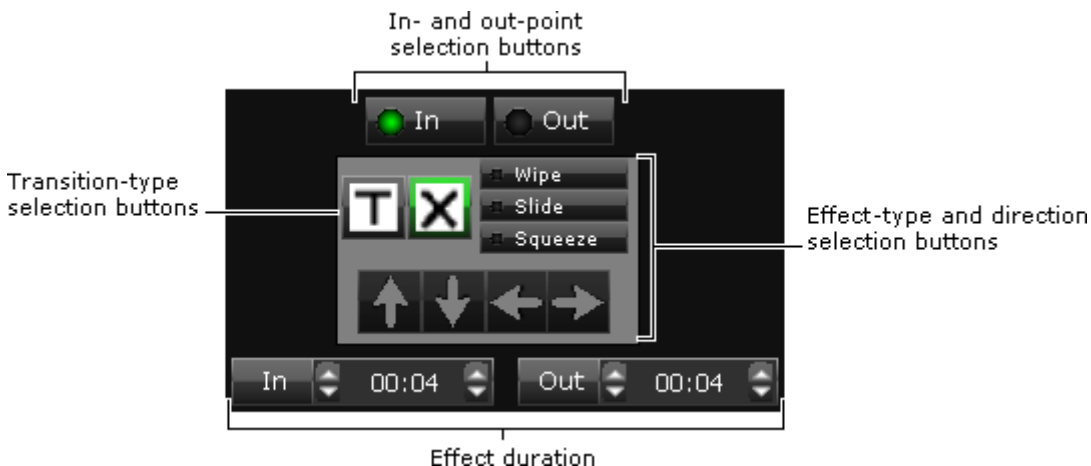 In- and out-point
selection buttons
In
Out
Transition-type
selection buttons
T
X
Wipe
Slide
Squeeze
Effect-type and direction
selection buttons
In
00:04
Out
00:04
Effect duration